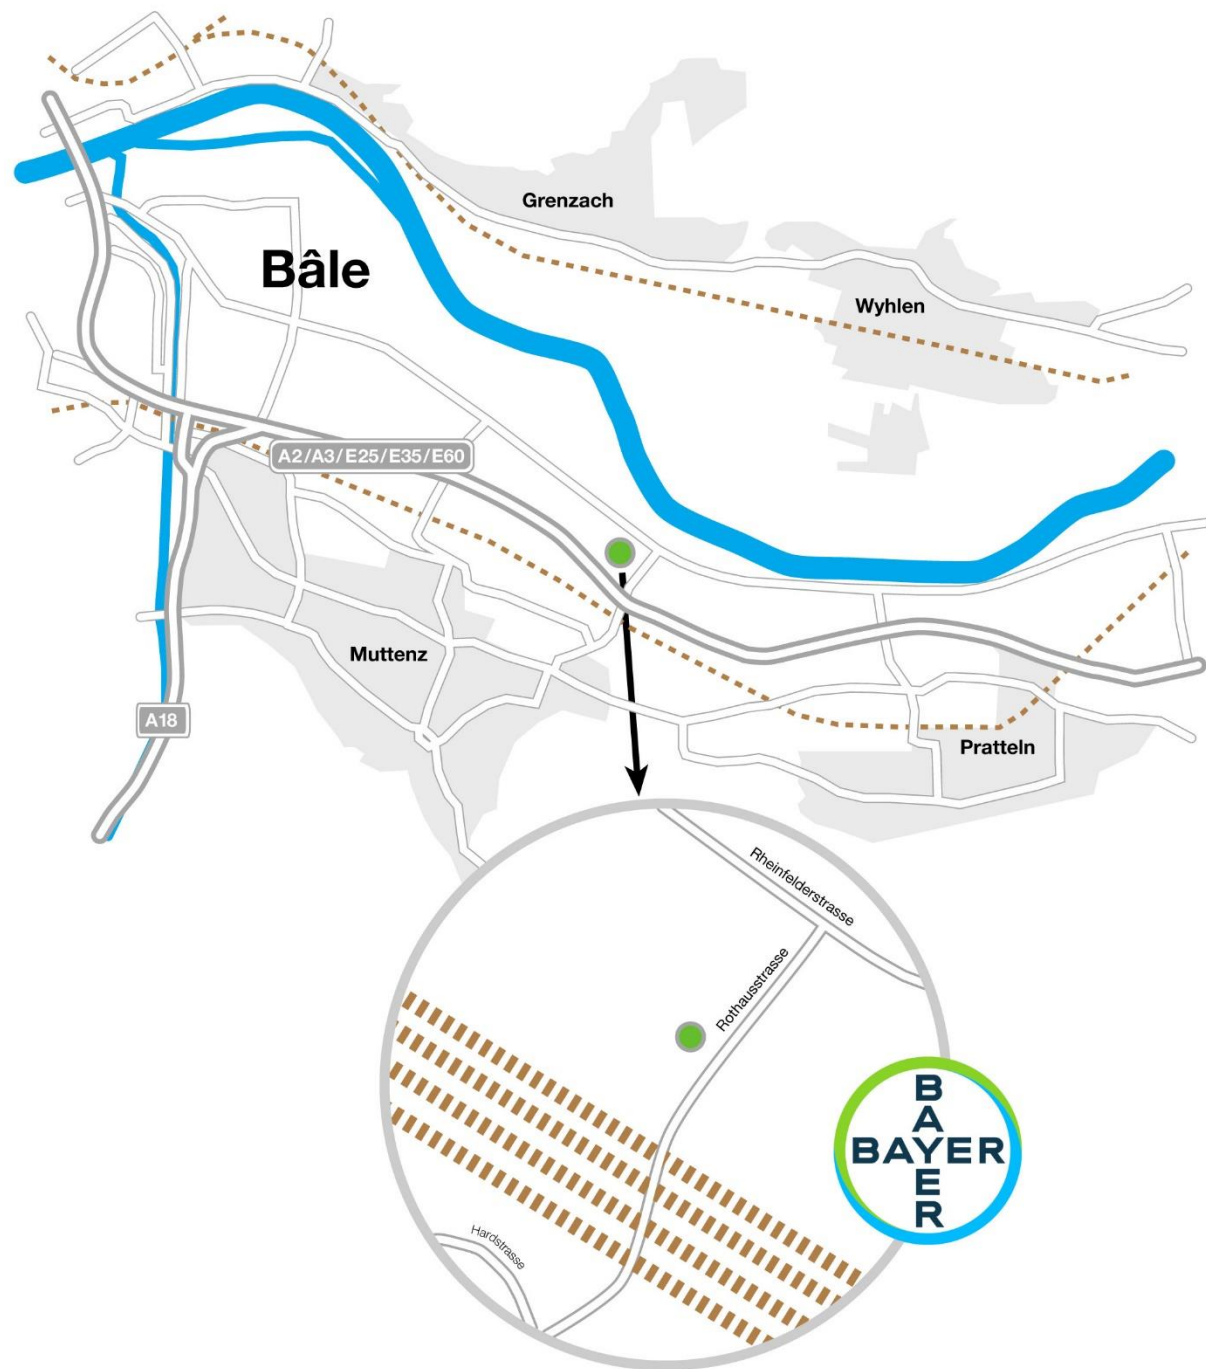 Grenzach
Bâle
Wyhlen
A2/A3/E25/E35/E60
Muttenz
A18
Pratteln
Rheinfelderstrasse
Rothausstrasse
Hardstrasse
BAYER
BAYER